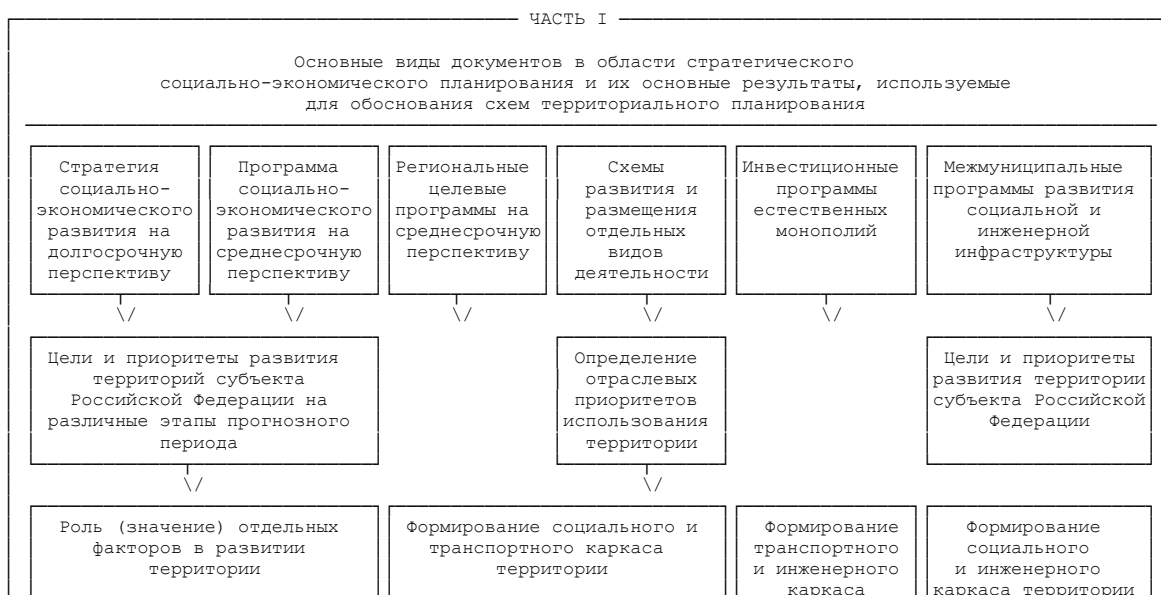 ЧАСТЬ I
Основные виды документов в области стратегического
социально-экономического планирования и их основные результаты, используемые
для обоснования схем территориального планирования
Стратегия
социально-
экономического
развития на
долгосрочную
перспективу
Программа
социально-
экономического
развития на
среднесрочную
перспективу
Региональные
целевые
программы на
среднесрочную
перспективу
Схемы
развития и
размещения
отдельных
видов
деятельности
Инвестиционные
программы
естественных
монополий
Межмуниципальные
программы развития
социальной и
инженерной
инфраструктуры
\/ \/ \/ \/ \/ \/
Цели и приоритеты развития
территорий субъекта
Российской Федерации на
различные этапы прогнозного
периода
Определение
отраслевых
приоритетов
использования
территории
Цели и приоритеты
развития территории
субъекта Российской
Федерации
\/ \/
Роль (значение) отдельных
факторов в развитии
территории
Формирование социального и
транспортного каркаса
территории
Формирование
транспортного
и инженерного
каркаса
Формирование
социального
и инженерного
каркаса территории